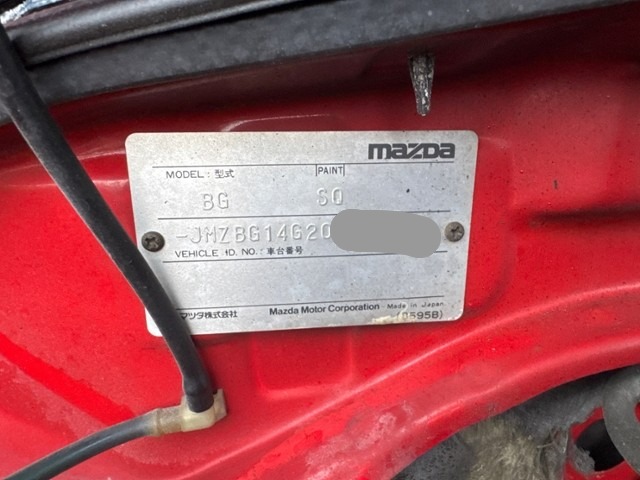 mazda
MODEL: 型式 PAINT
BG SQ
-JMZBG14G20
VEHICLE ID. NO.: 車台番号
マツダ株式会社 Mazda Motor Corporation - Made in Japan
(0595B)